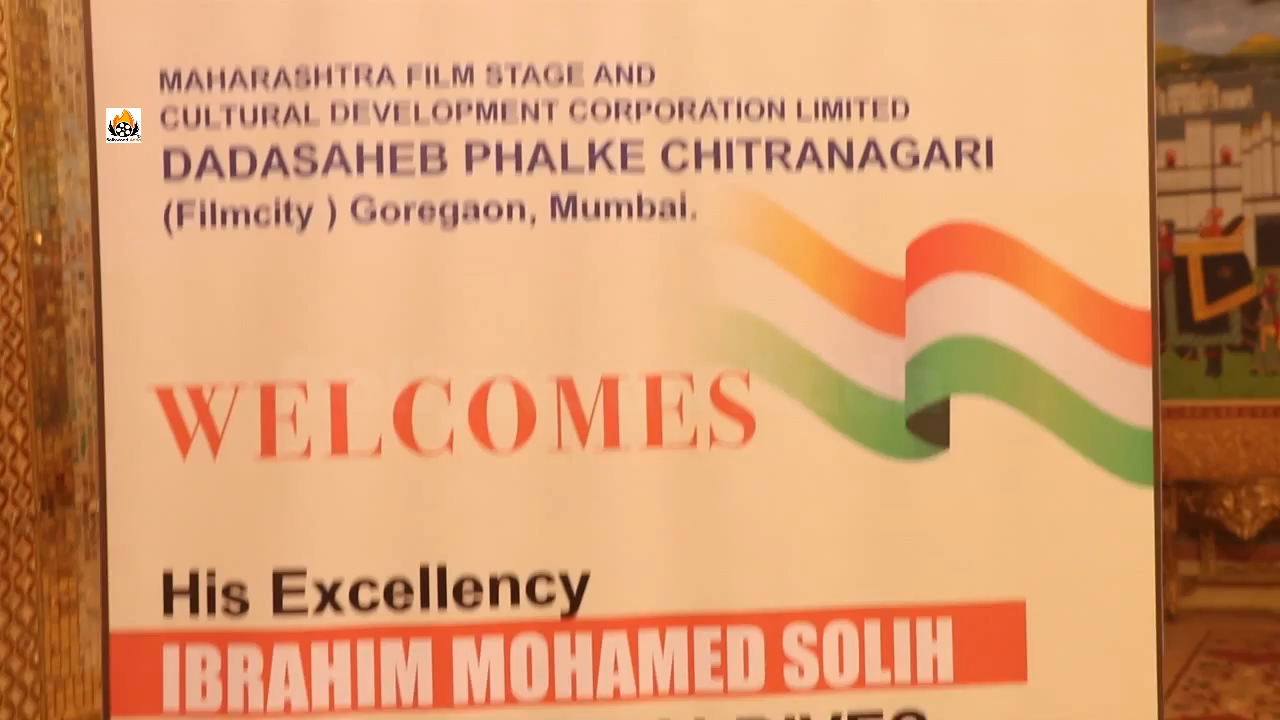 MAHARASHTRA FILM STAGE AND
CULTURAL DEVELOPMENT CORPORATION LIMITED
DADASAHEB PHALKE CHITRANAGARI
(Filmcity ) Goregaon, Mumbai.
WELCOMES
His Excellency
IBRAHIM MOHAMED SOLIH